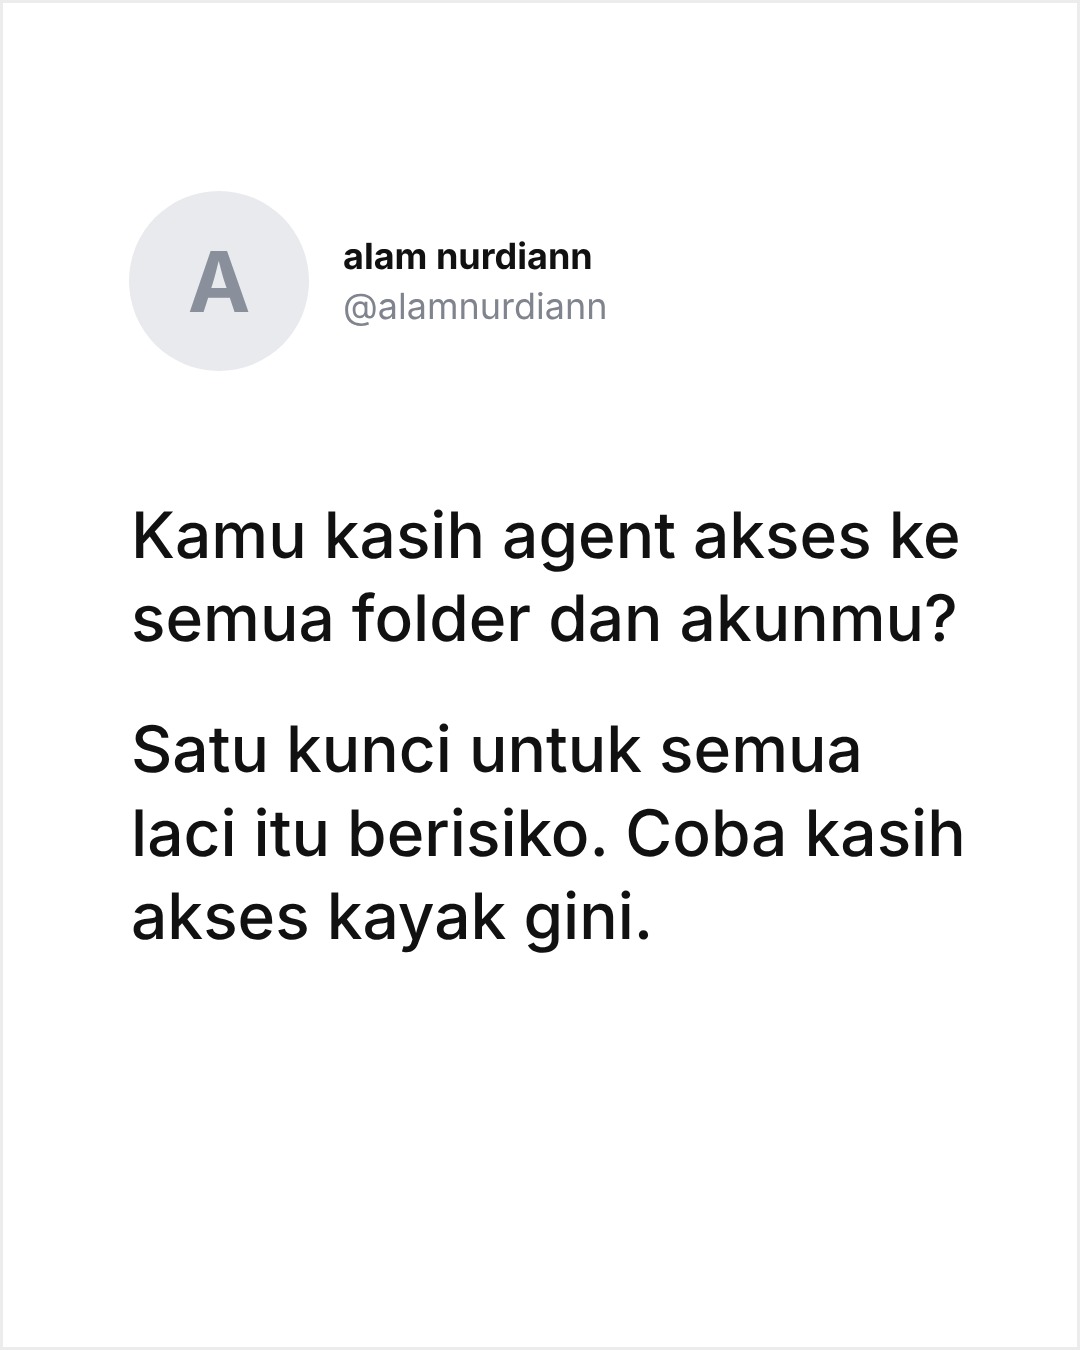 A
alam nurdiann
@alamnurdiann
Kamu kasih agent akses ke
semua folder dan akunmu?
Satu kunci untuk semua
laci itu berisiko. Coba kasih
akses kayak gini.